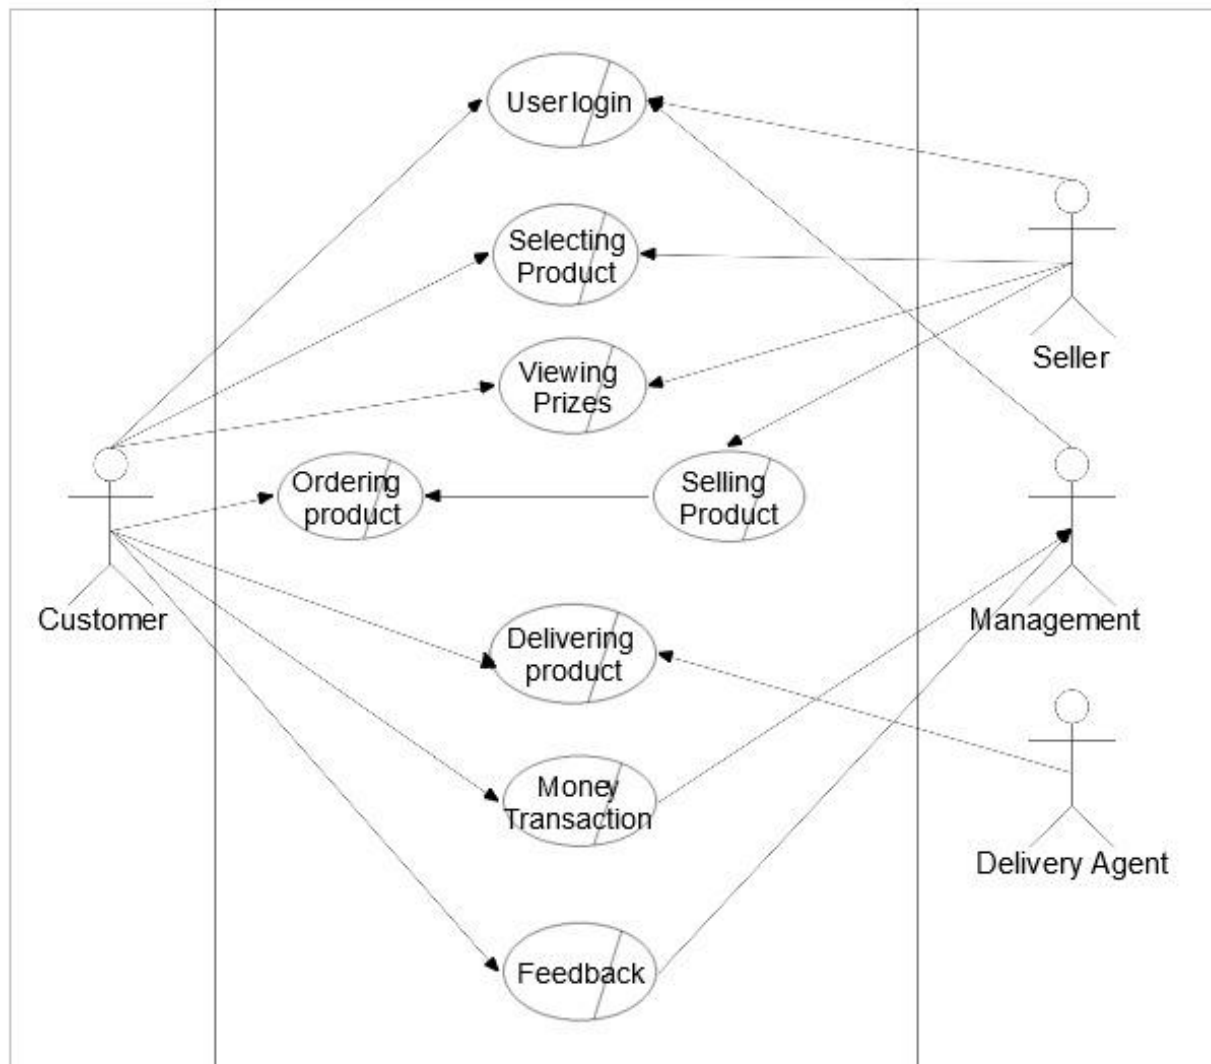 User login
Selecting
Product
Viewing
Prizes
Ordering
product
Selling
Product
Delivering
product
Money
Transaction
Feedback
Customer
Seller
Management
Delivery Agent